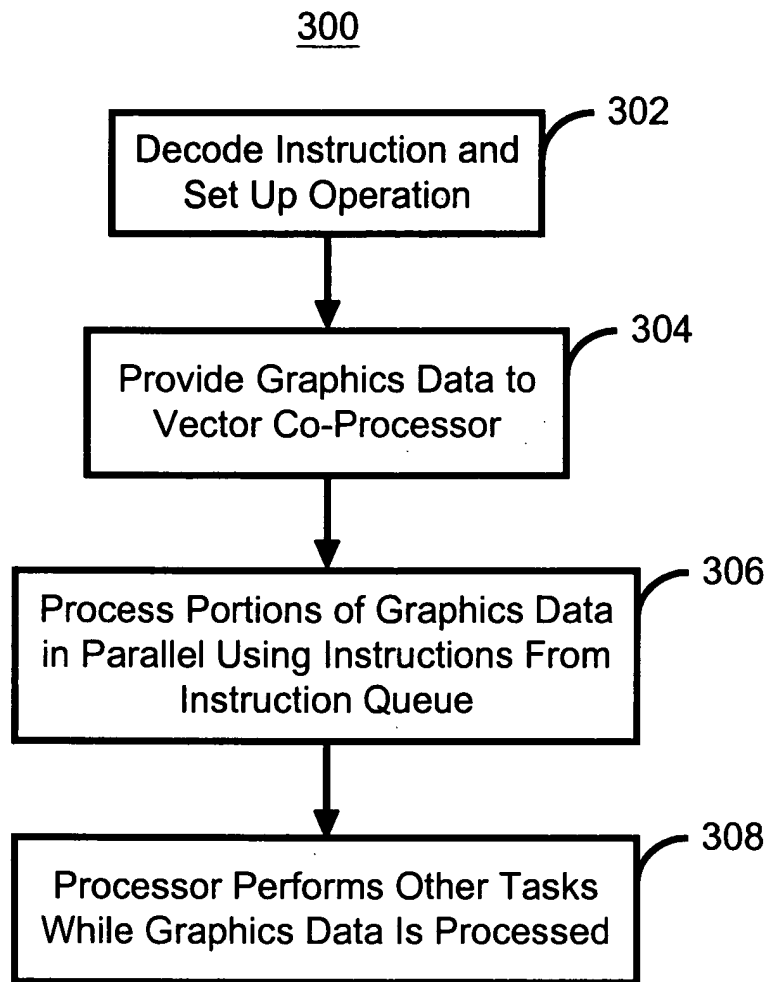 300
302
Decode Instruction and
Set Up Operation
304
Provide Graphics Data to
Vector Co-Processor
306
Process Portions of Graphics Data
in Parallel Using Instructions From
Instruction Queue
308
Processor Performs Other Tasks
While Graphics Data Is Processed